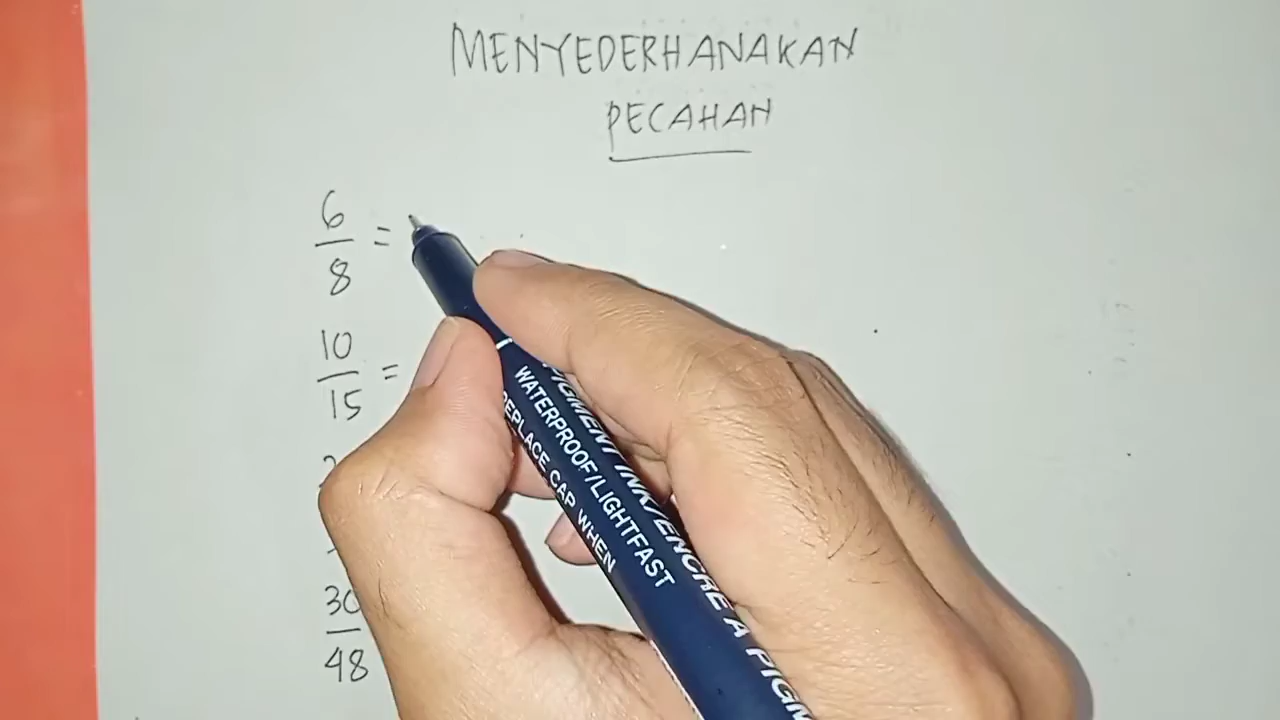 MENYEDERHANAKAN
PECAHAN
6
8
=
10
15
=
30
48
PIGMENT INK/ENCRE A PIGM
WATERPROOF/LIGHTFAST
REPLACE CAP WHEN